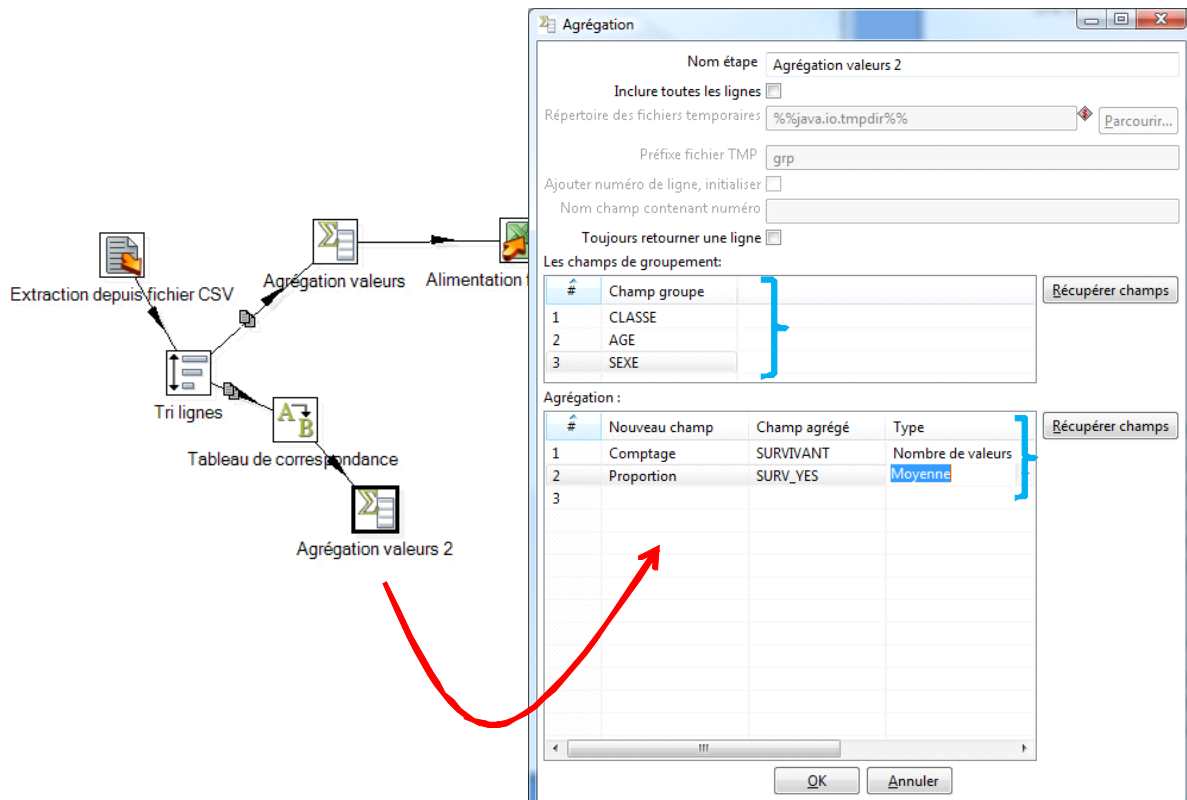 Agrégation
Nom étape Agrégation valeurs 2
Inclure toutes les lignes
Répertoire des fichiers temporaires %%java.io.tmpdir%% Parcourir...
Préfixe fichier TMP grp
Ajouter numéro de ligne, initialiser
Nom champ contenant numéro
Toujours retourner une ligne
Les champs de groupement:
# Champ groupe Récupérer champs
1 CLASSE
2 AGE
3 SEXE
Agrégation :
# Nouveau champ Champ agrégé Type Récupérer champs
1 Comptage SURVIVANT Nombre de valeurs
2 Proportion SURV_YES Moyenne
3
OK Annuler
Extraction depuis fichier CSV
Agrégation valeurs
Alimentation f
Tri lignes
A B
Tableau de correspondance
Agrégation valeurs 2